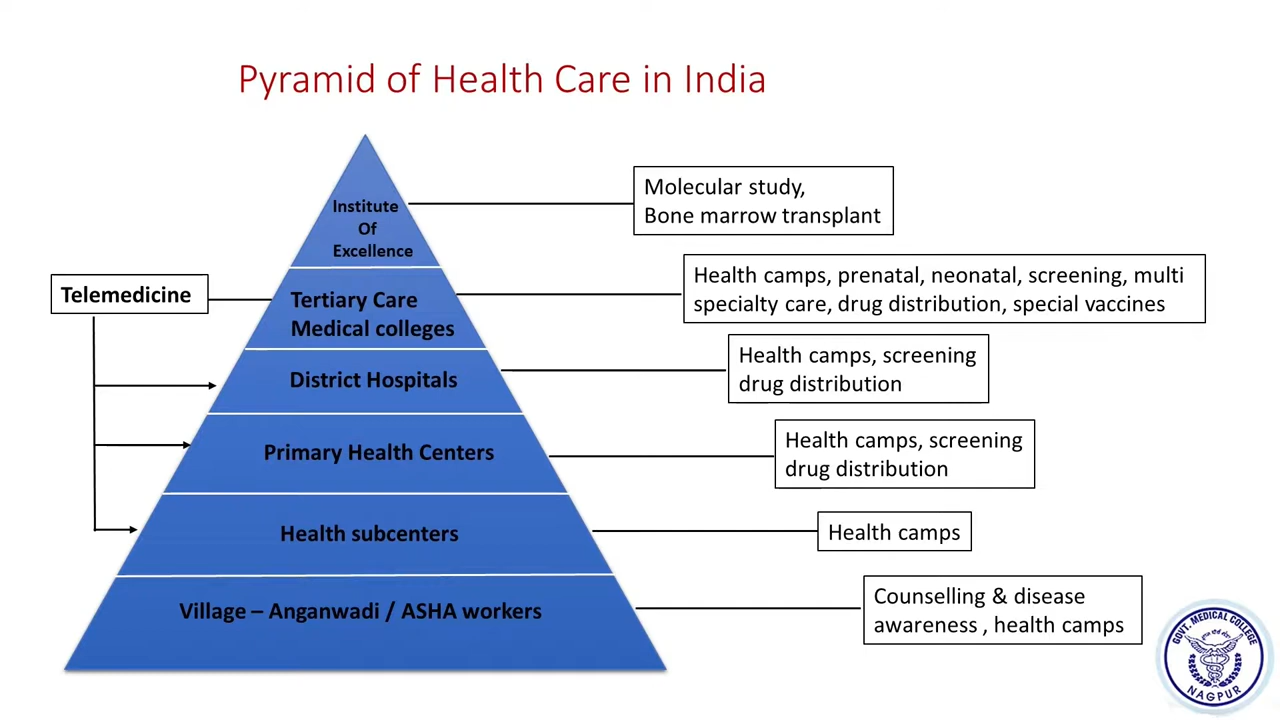 Pyramid of Health Care in India
Institute
Of
Excellence
Molecular study,
Bone marrow transplant
Telemedicine
Tertiary Care
Medical colleges
Health camps, prenatal, neonatal, screening, multi
specialty care, drug distribution, special vaccines
District Hospitals
Health camps, screening
drug distribution
Primary Health Centers
Health camps, screening
drug distribution
Health subcenters
Health camps
Village – Anganwadi / ASHA workers
Counselling & disease
awareness , health camps
GOVT. MEDICAL COLLEGE
NAGPUR